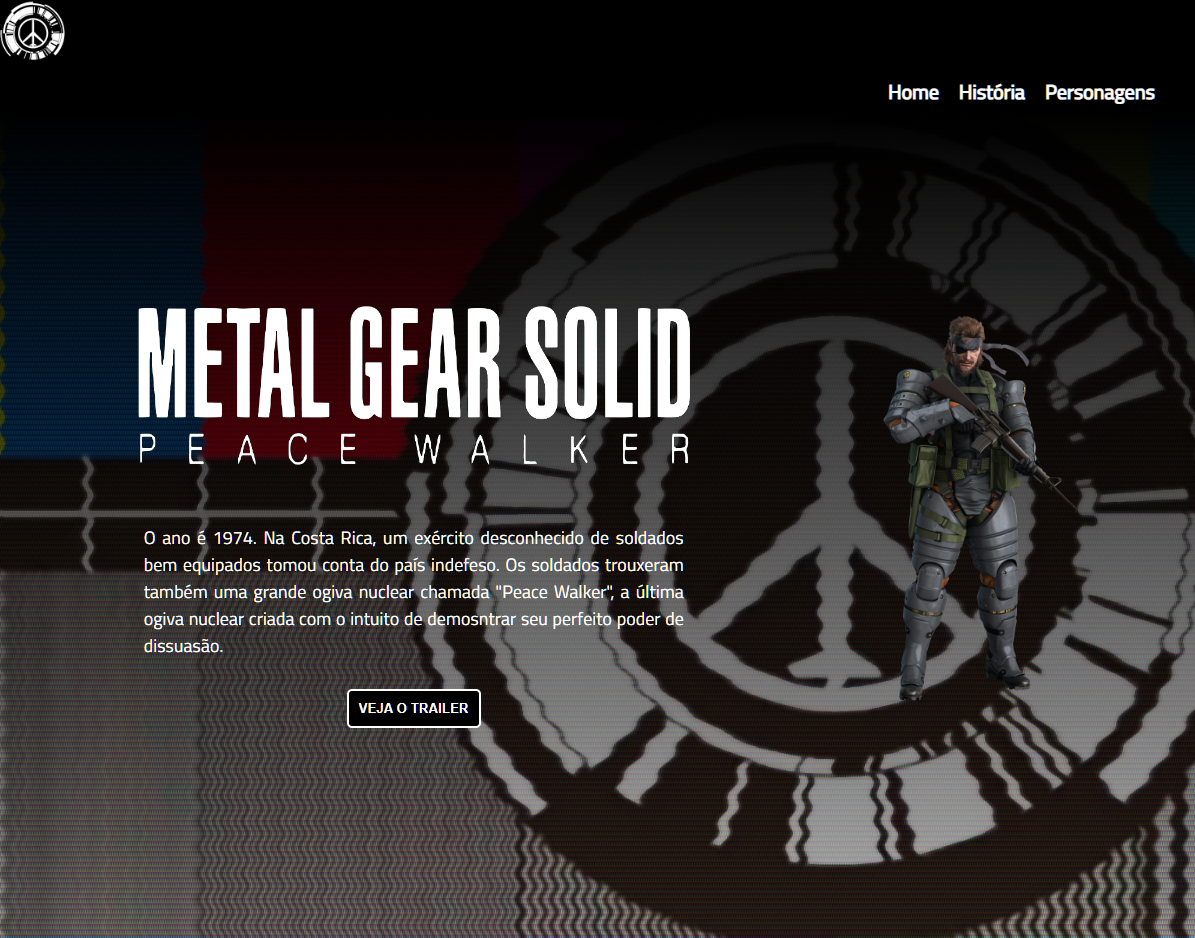 Home História Personagens
METAL GEAR SOLID
PEACE WALKER
O ano é 1974. Na Costa Rica, um exército desconhecido de soldados
bem equipados tomou conta do país indefeso. Os soldados trouxeram
também uma grande ogiva nuclear chamada "Peace Walker", a última
ogiva nuclear criada com o intuito de demosntrar seu perfeito poder de
dissuasão.
VEJA O TRAILER